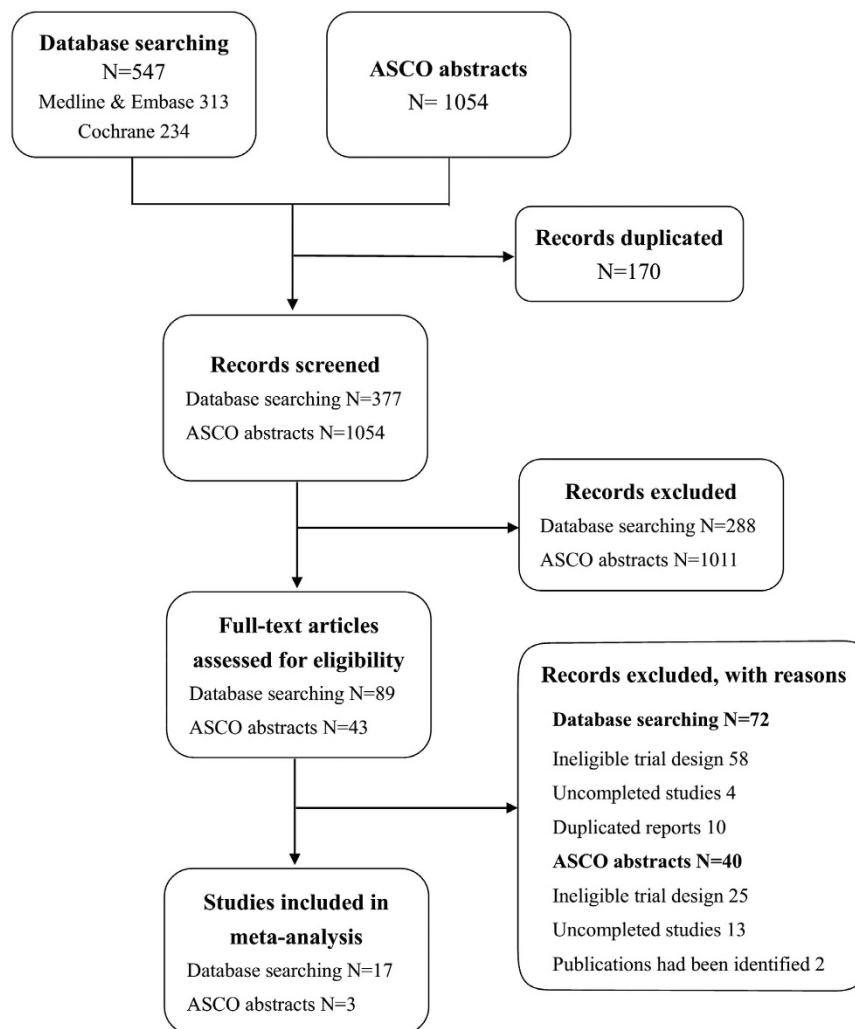 Database searching
N=547
Medline & Embase 313
Cochrane 234
ASCO abstracts
N= 1054
Records duplicated
N=170
Records screened
Database searching N=377
ASCO abstracts N=1054
Records excluded
Database searching N=288
ASCO abstracts N=1011
Full-text articles
assessed for eligibility
Database searching N=89
ASCO abstracts N=43
Records excluded, with reasons
Database searching N=72
Ineligible trial design 58
Uncompleted studies 4
Duplicated reports 10
ASCO abstracts N=40
Ineligible trial design 25
Uncompleted studies 13
Publications had been identified 2
Studies included in
meta-analysis
Database searching N=17
ASCO abstracts N=3